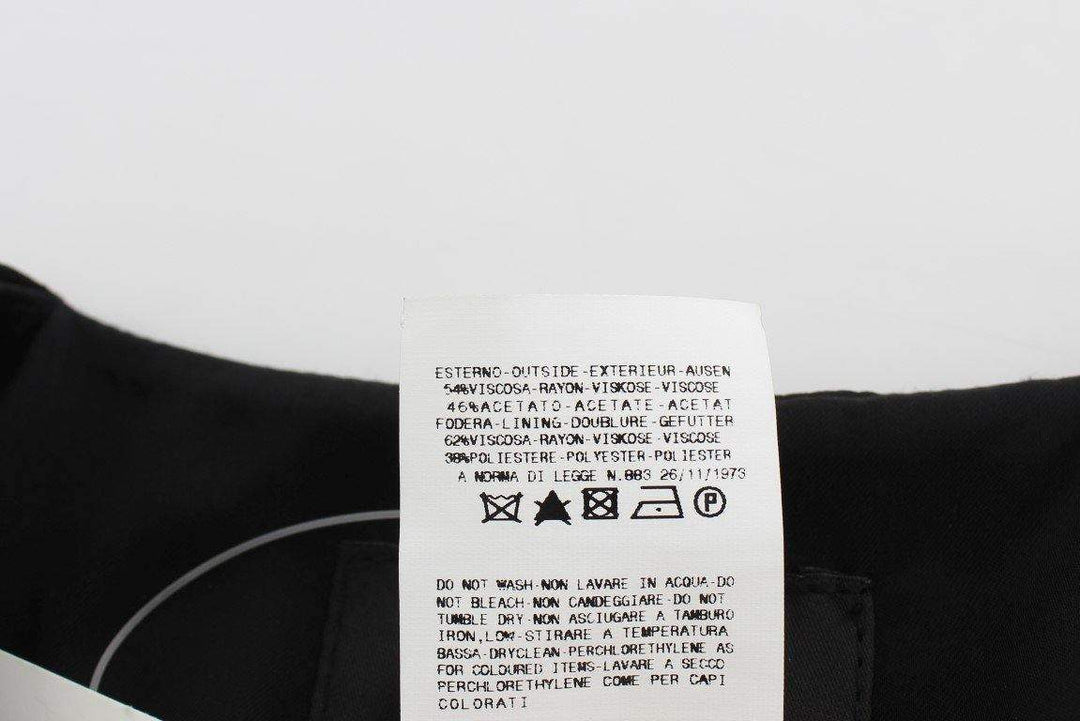 ESTERNO-OUTSIDE-EXTERIEUR-AUSEN
54%VISCOSA-RAYON-VISKOSE-VISCOSE
46%ACETATO-ACETATE-ACETAT
FODERA-LINING-DOUBLURE-GEFUTTER
62%VISCOSA-RAYON-VISKOSE-VISCOSE
38%POLIESTERE-POLYESTER-POLIESTER
A NORMA DI LEGGE N.883 26/11/1973
P
DO NOT WASH-NON LAVARE IN ACQUA-DO
NOT BLEACH-NON CANDEGGIARE-DO NOT
TUMBLE DRY-NON ASCIUGARE A TAMBURO
IRON,LOW-STIRARE A TEMPERATURA
BASSA-DRYCLEAN-PERCHLORETHYLENE AS
FOR COLOURED ITEMS-LAVARE A SECCO
PERCHLORETHYLENE COME PER CAPI
COLORATI